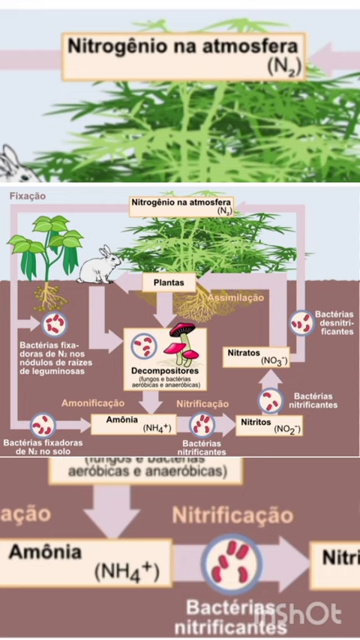 Nitrogênio na atmosfera
(N₂)
Fixação
Nitrogênio na atmosfera
(N₂)
Plantas
Assimilação
Bactérias
desnitri-
ficantes
Bactérias fixa-
doras de N₂ nos
nódulos de raízes
de leguminosas
Decompositores
(fungos e bactérias
aeróbicas e anaeróbicas)
Nitratos
(NO₃⁻)
Bactérias
nitrificantes
Amonificação
Nitrificação
Amônia
(NH₄⁺)
Nitritos
(NO₂⁻)
Bactérias fixadoras
de N₂ no solo
Bactérias
nitrificantes
(fungos e bactérias
aeróbicas e anaeróbicas)
ação
Nitrificação
Amônia
(NH₄⁺)
Nitri
Bactérias
nitrificantes
InShOt